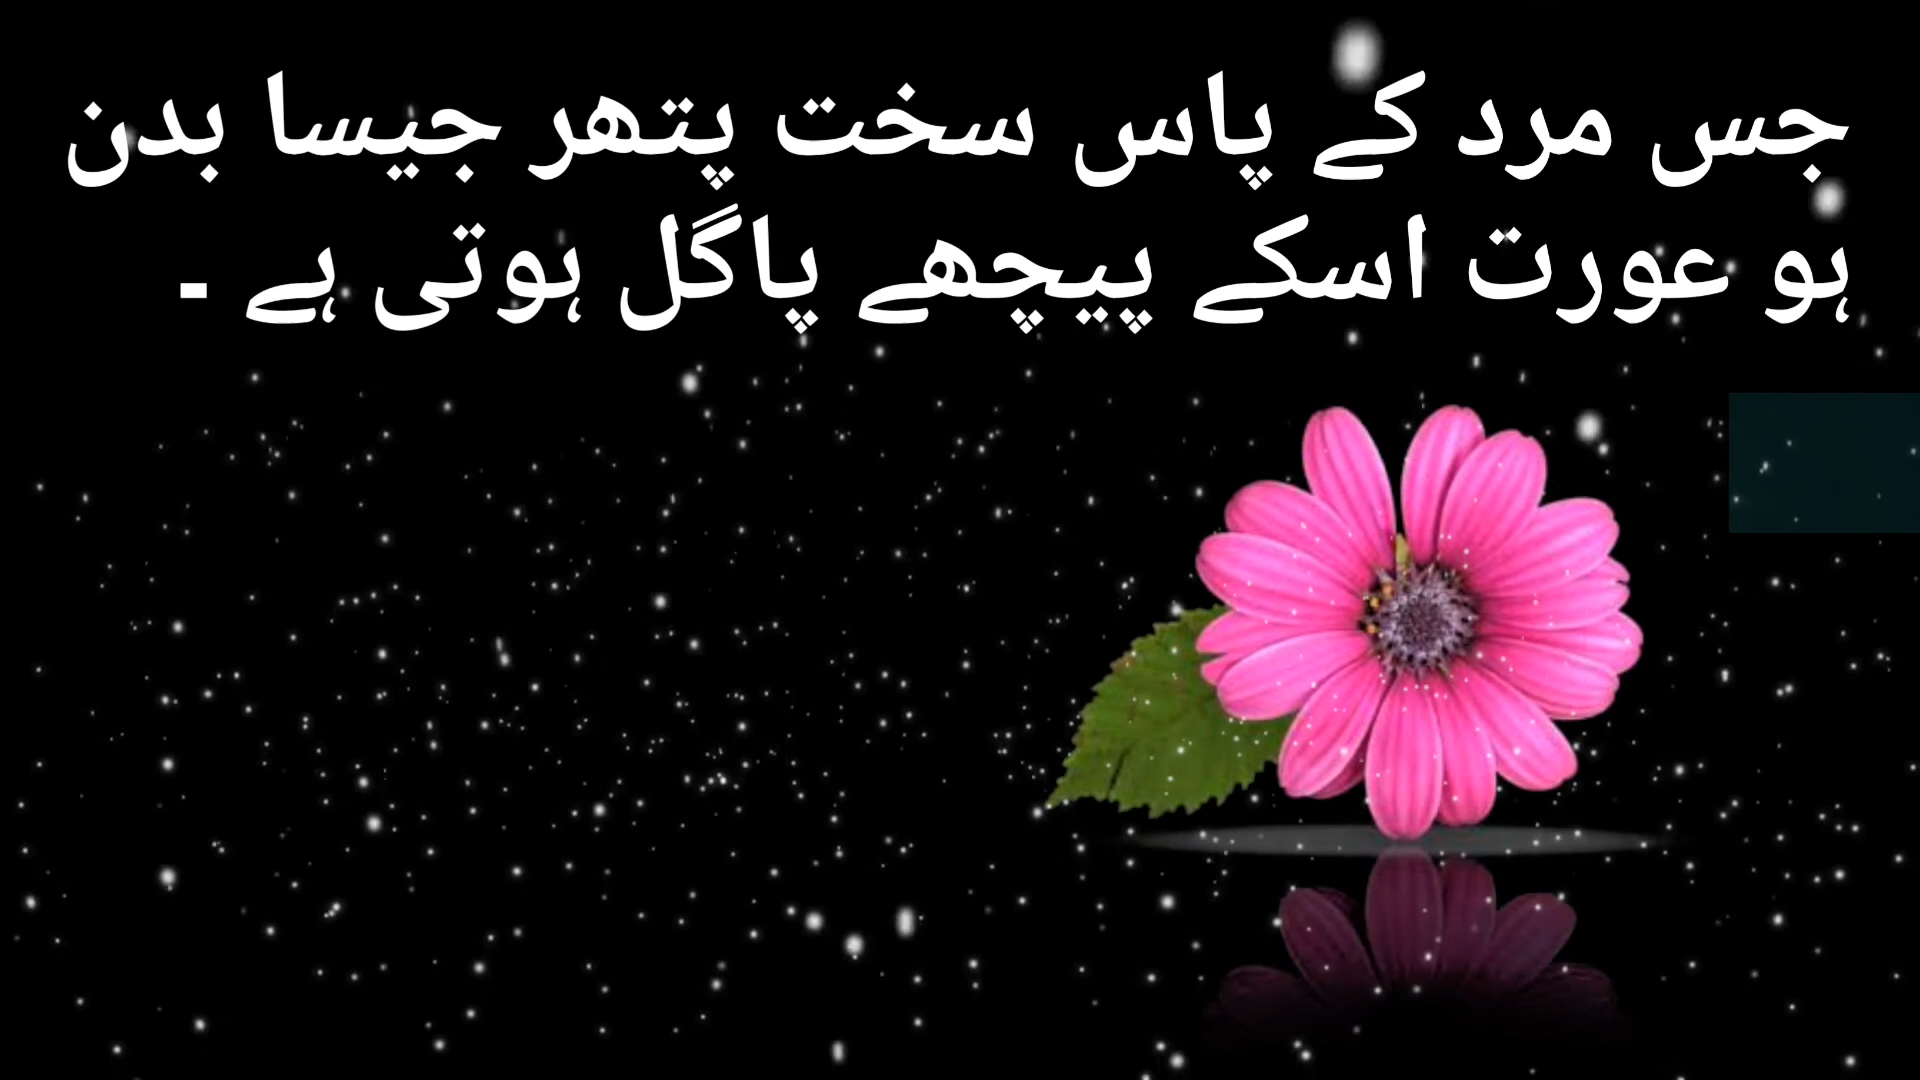 جس مرد کے پاس سخت پتھر جیسا بدن
ہو عورت اسکے پیچھے پاگل ہوتی ہے ۔